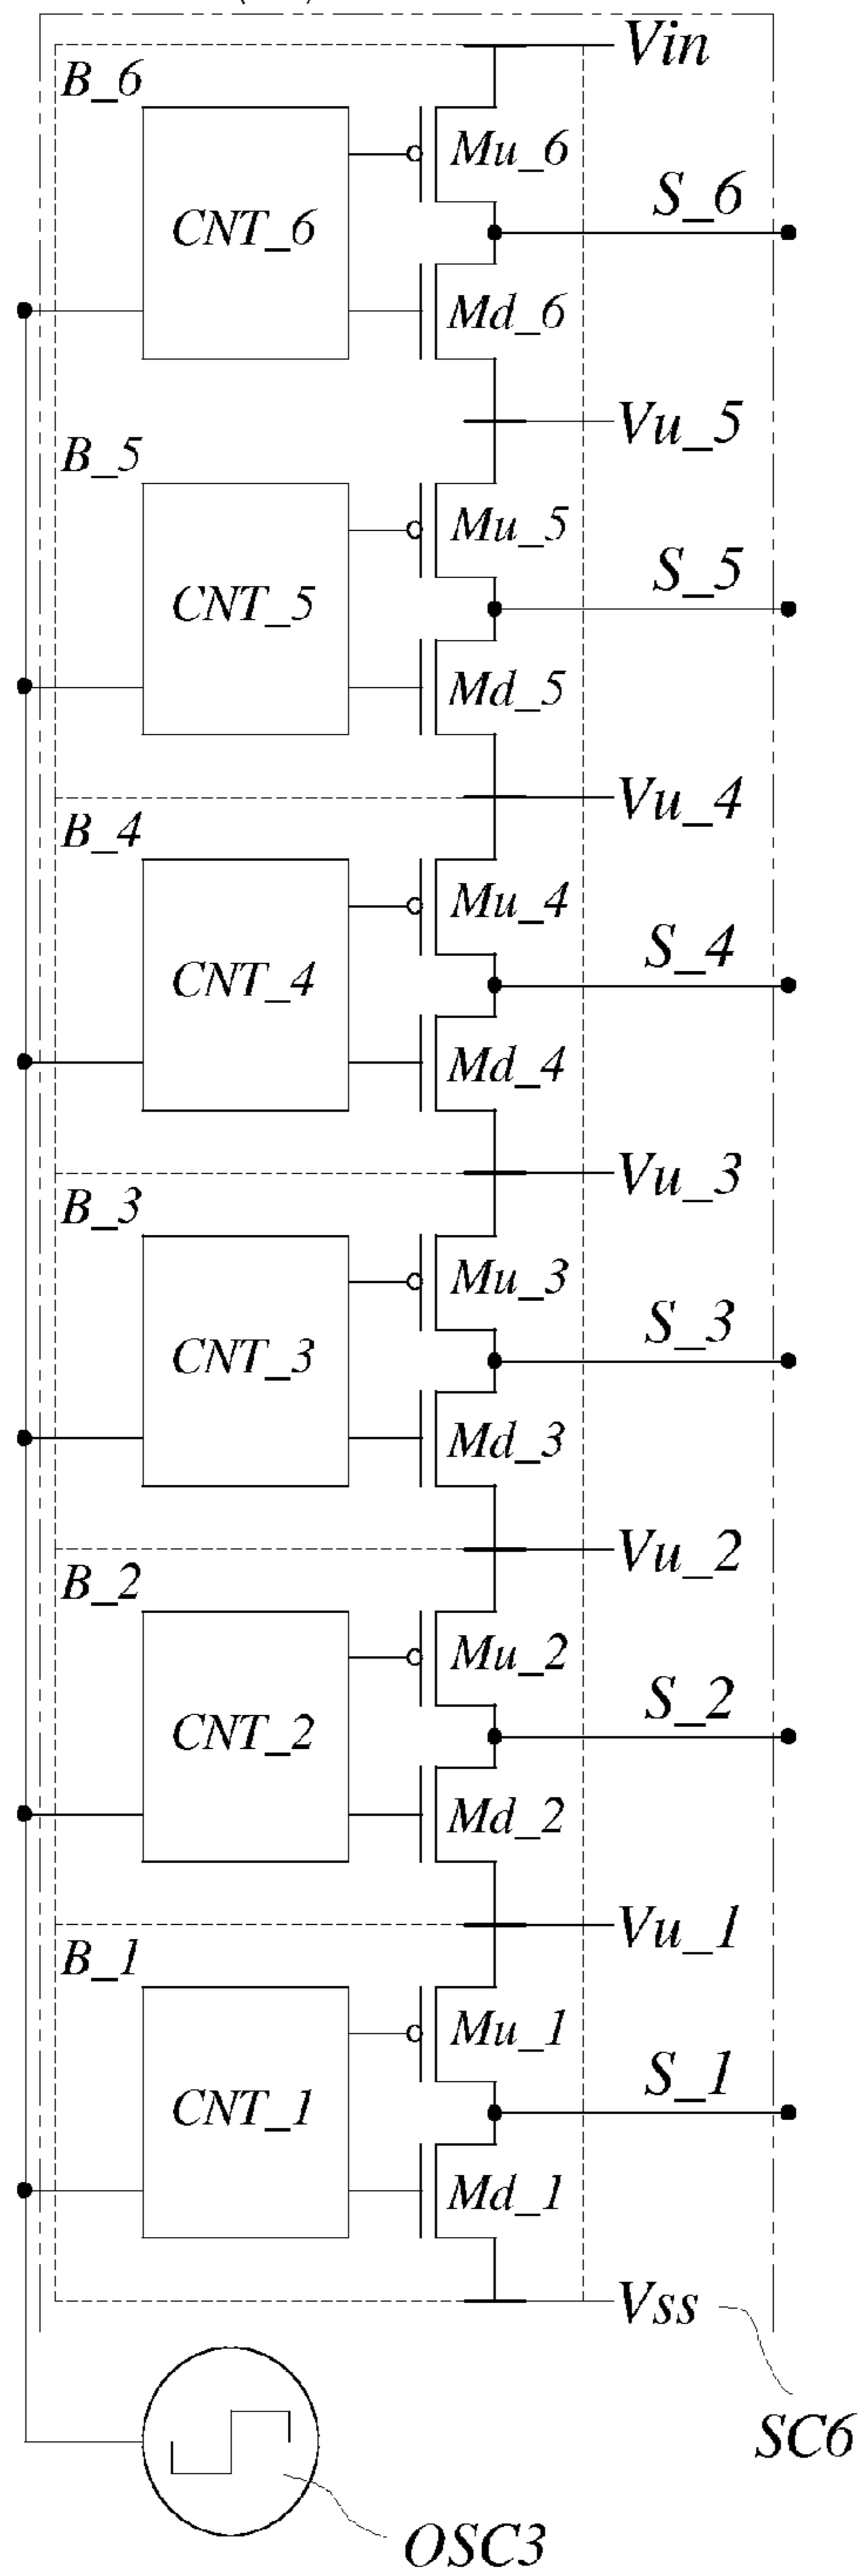 Vin
B_6
Mu_6
S_6
CNT_6
Md_6
Vu_5
B_5
Mu_5
S_5
CNT_5
Md_5
Vu_4
B_4
Mu_4
S_4
CNT_4
Md_4
Vu_3
B_3
Mu_3
S_3
CNT_3
Md_3
Vu_2
B_2
Mu_2
S_2
CNT_2
Md_2
Vu_1
B_1
Mu_1
S_1
CNT_1
Md_1
Vss
SC6
OSC3